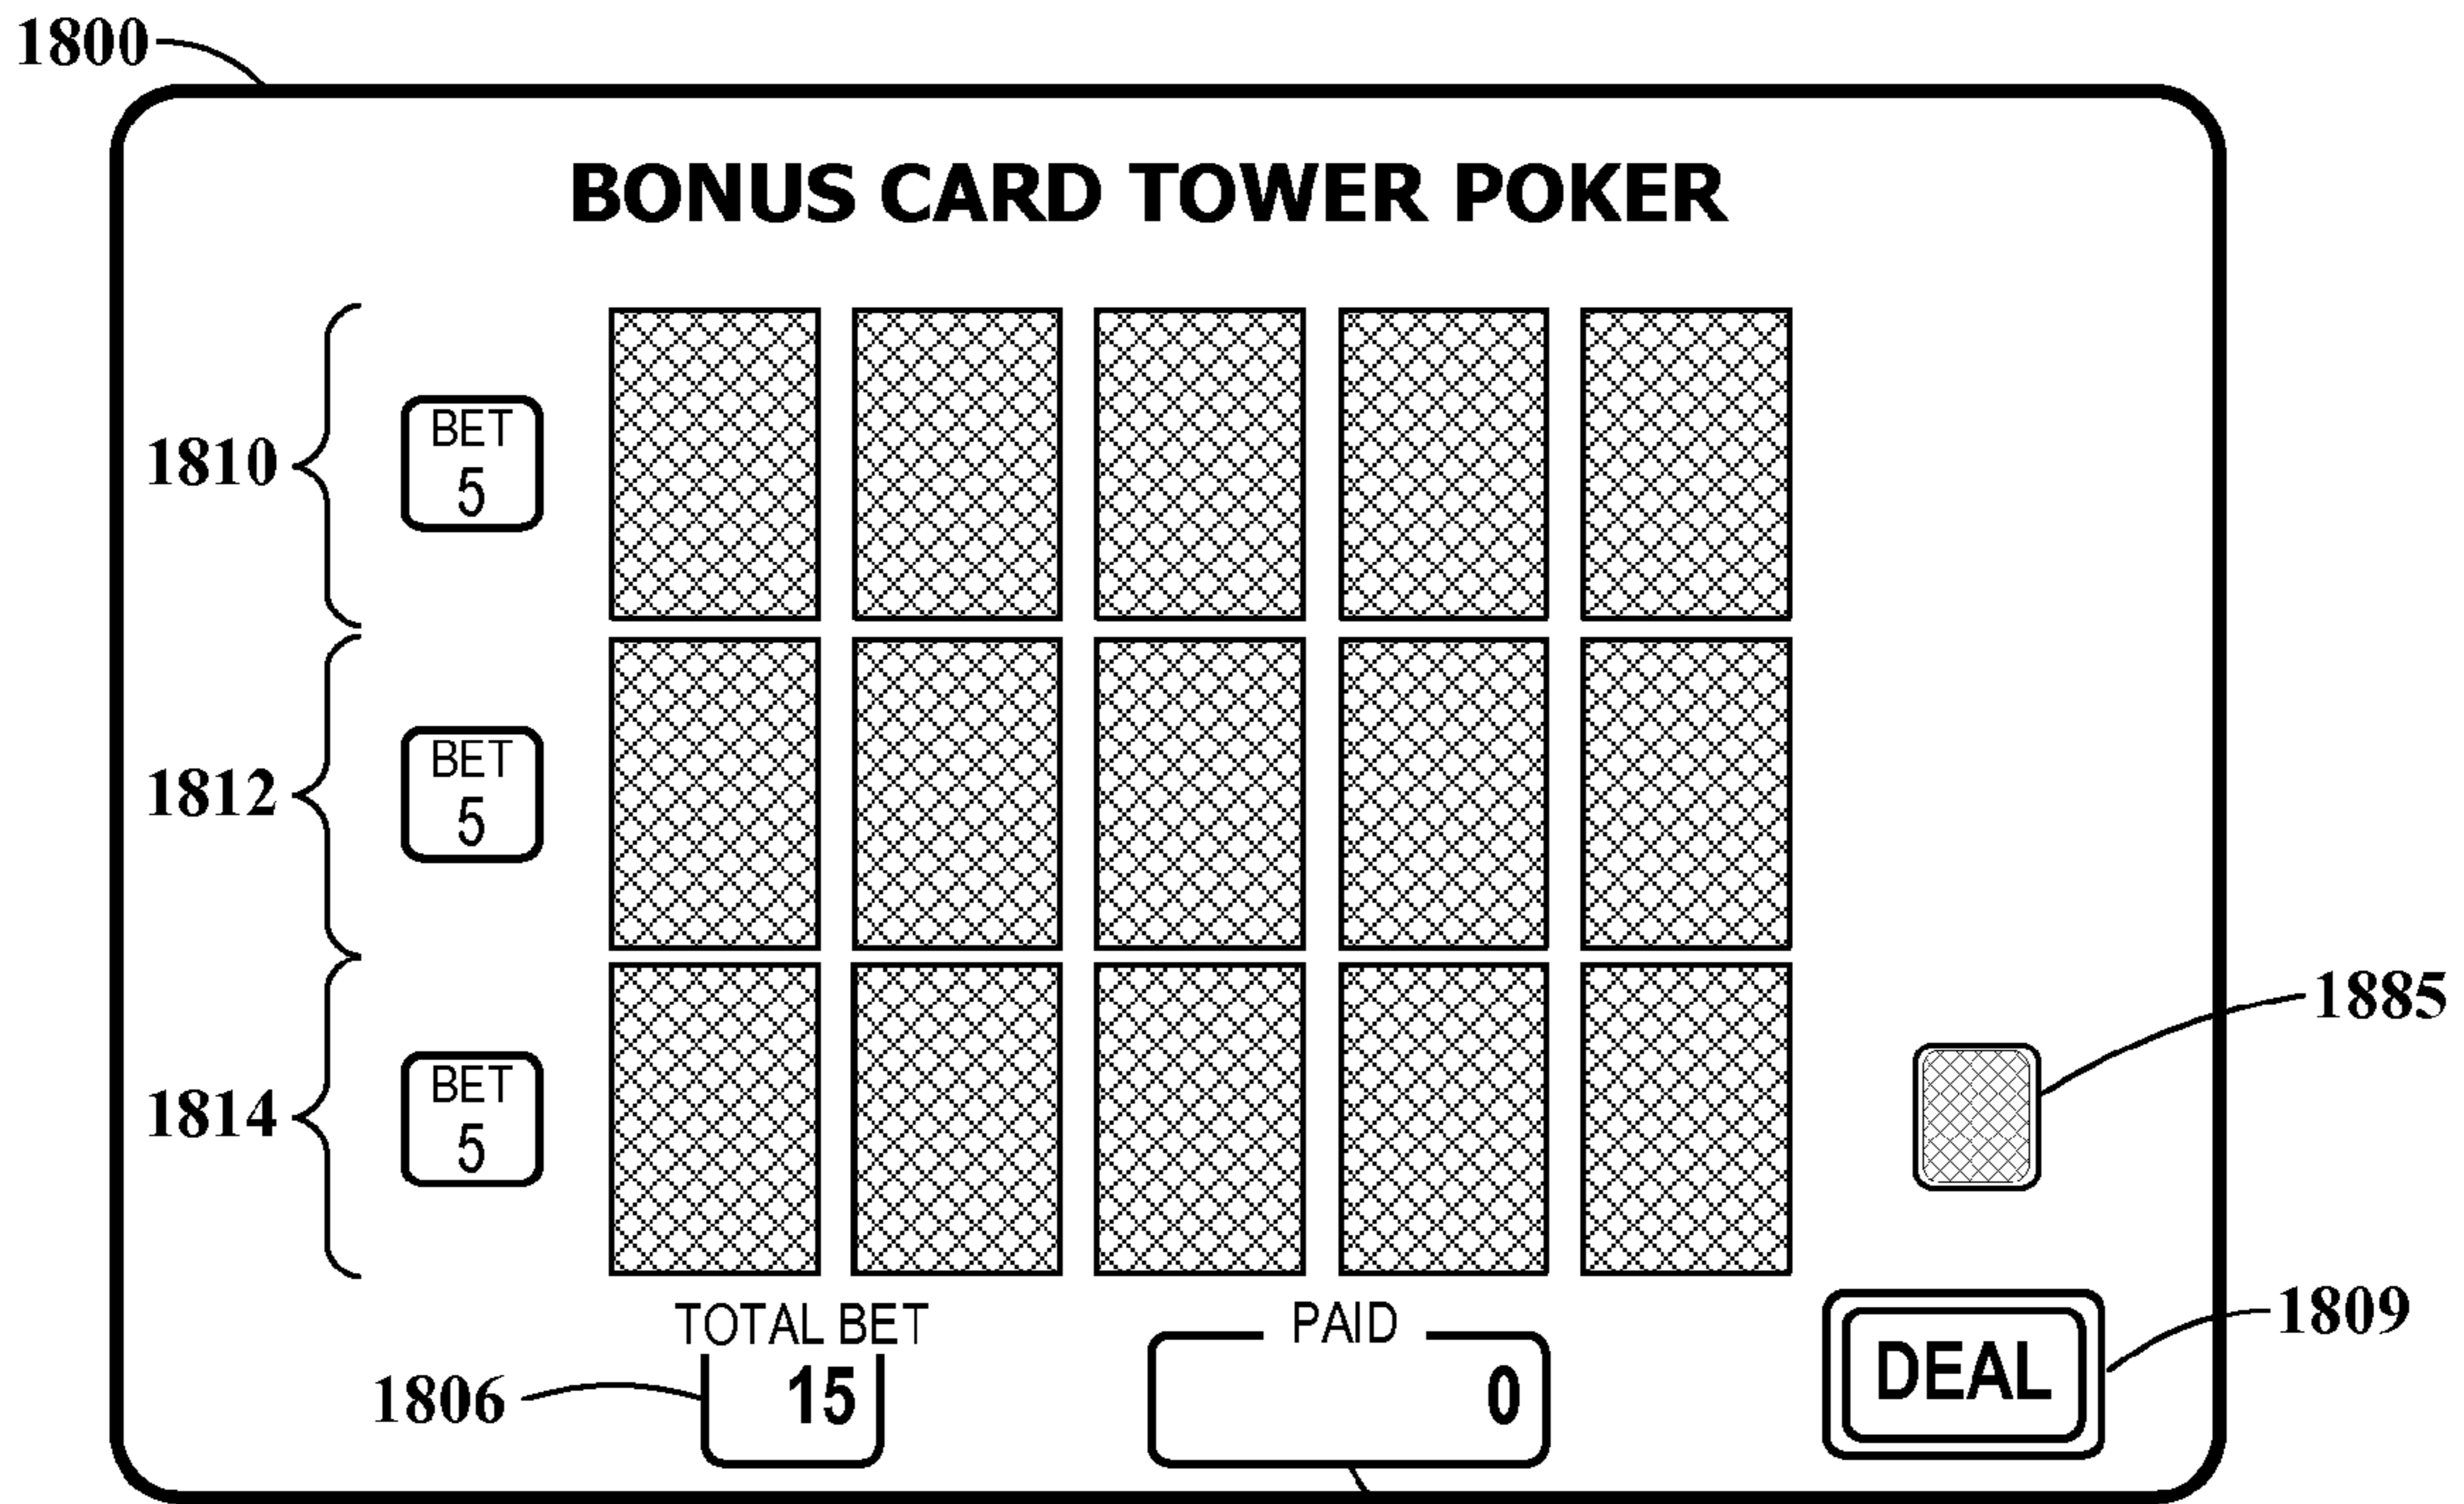 1800
BONUS CARD TOWER POKER
1810
BET
5
1812
BET
5
1814
BET
5
1885
TOTAL BET
15
1806
PAID
0
DEAL
1809